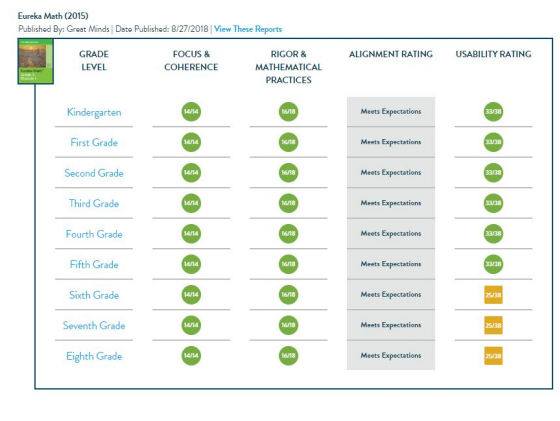 Eureka Math (2015)
Published By: Great Minds | Date Published: 8/27/2018 | View These Reports
GRADE LEVEL FOCUS & COHERENCE RIGOR & MATHEMATICAL PRACTICES ALIGNMENT RATING USABILITY RATING
Kindergarten 14/14 16/18 Meets Expectations 33/38
First Grade 14/14 16/18 Meets Expectations 33/38
Second Grade 14/14 16/18 Meets Expectations 33/38
Third Grade 14/14 16/18 Meets Expectations 33/38
Fourth Grade 14/14 16/18 Meets Expectations 33/38
Fifth Grade 14/14 16/18 Meets Expectations 33/38
Sixth Grade 14/14 16/18 Meets Expectations 25/38
Seventh Grade 14/14 16/18 Meets Expectations 25/38
Eighth Grade 14/14 16/18 Meets Expectations 25/38